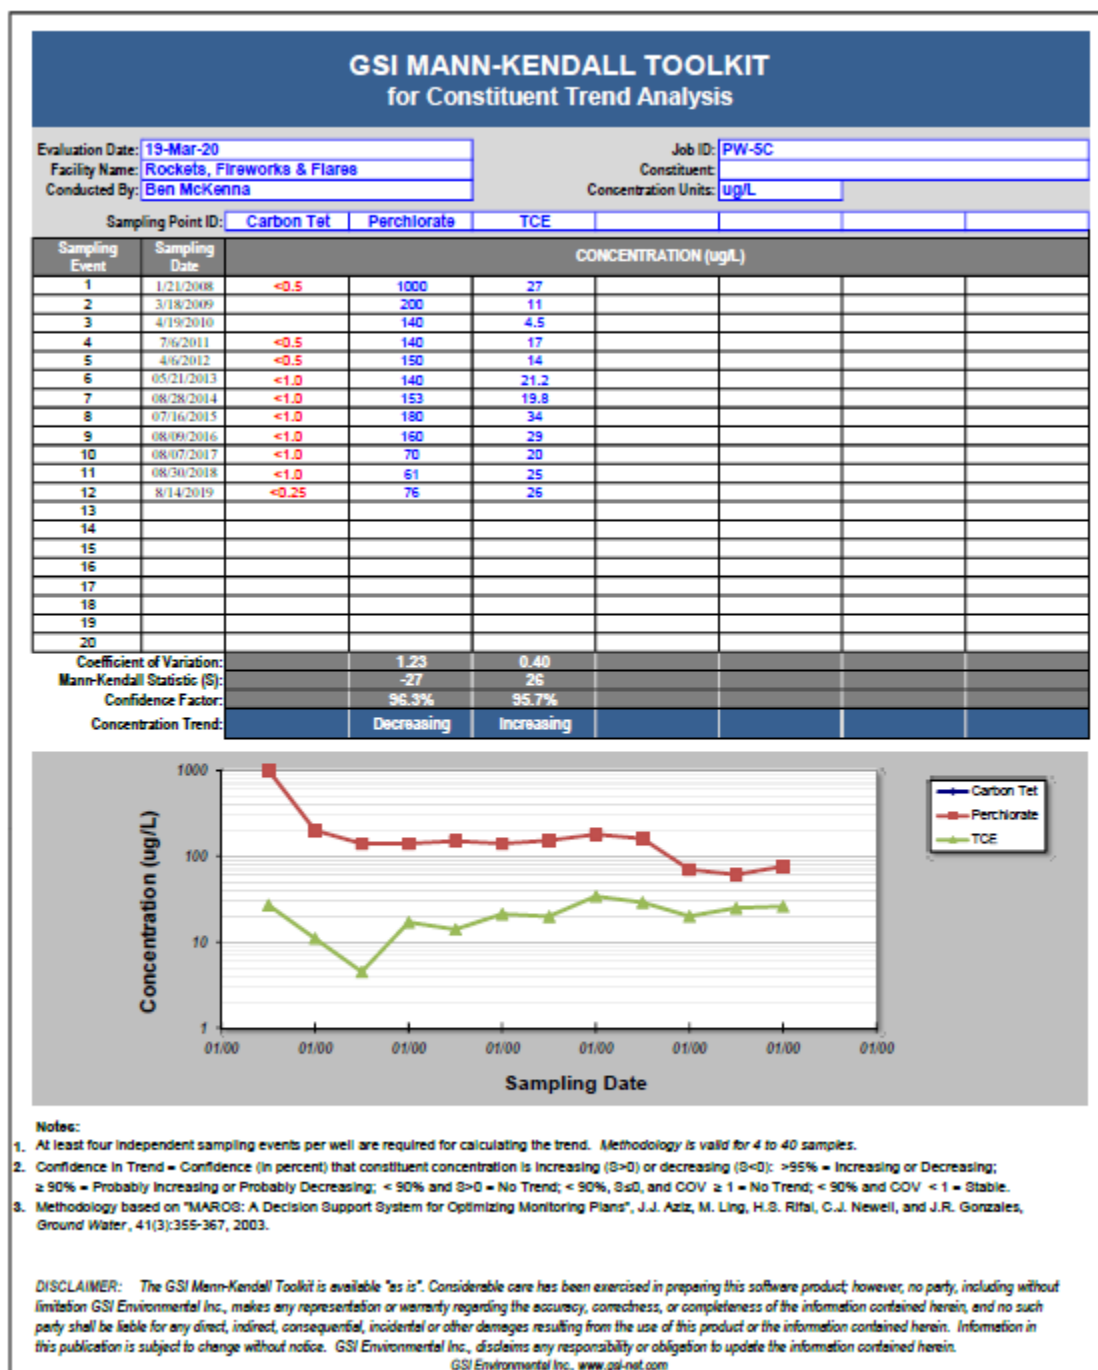 GSI MANN-KENDALL TOOLKIT
for Constituent Trend Analysis
Evaluation Date: 19-Mar-20 Job ID: PW-5C
Facility Name: Rockets, Fireworks & Flares Constituent:
Conducted By: Ben McKenna Concentration Units: ug/L
Sampling Point ID: Carbon Tet Perchlorate TCE
Sampling Event Sampling Date CONCENTRATION (ug/L)
1 1/21/2008 <0.5 1000 27
2 3/18/2009 200 11
3 4/19/2010 140 4.5
4 7/6/2011 <0.5 140 17
5 4/6/2012 <0.5 150 14
6 05/21/2013 <1.0 140 21.2
7 08/28/2014 <1.0 153 19.8
8 07/16/2015 <1.0 180 34
9 08/09/2016 <1.0 160 29
10 08/07/2017 <1.0 70 20
11 08/30/2018 <1.0 61 25
12 8/14/2019 <0.25 76 26
13
14
15
16
17
18
19
20
Coefficient of Variation: 1.23 0.40
Mann-Kendall Statistic (S): -27 26
Confidence Factor: 96.3% 95.7%
Concentration Trend: Decreasing Increasing
1000
100
10
1
Concentration (ug/L)
01/00 01/00 01/00 01/00 01/00 01/00 01/00 01/00
Sampling Date
Carbon Tet
Perchlorate
TCE
Notes:
1. At least four independent sampling events per well are required for calculating the trend. Methodology is valid for 4 to 40 samples.
2. Confidence in Trend = Confidence (in percent) that constituent concentration is increasing (S>0) or decreasing (S<0): >95% = Increasing or Decreasing;
≥ 90% = Probably Increasing or Probably Decreasing; < 90% and S>0 = No Trend; < 90%, S≤0, and COV ≥ 1 = No Trend; < 90% and COV < 1 = Stable.
3. Methodology based on "MAROS: A Decision Support System for Optimizing Monitoring Plans", J.J. Aziz, M. Ling, H.S. Rifai, C.J. Newell, and J.R. Gonzales,
Ground Water, 41(3):355-367, 2003.
DISCLAIMER: The GSI Mann-Kendall Toolkit is available "as is". Considerable care has been exercised in preparing this software product; however, no party, including without
limitation GSI Environmental Inc., makes any representation or warranty regarding the accuracy, correctness, or completeness of the information contained herein, and no such
party shall be liable for any direct, indirect, consequential, incidental or other damages resulting from the use of this product or the information contained herein. Information in
this publication is subject to change without notice. GSI Environmental Inc., disclaims any responsibility or obligation to update the information contained herein.
GSI Environmental Inc., www.gsi-net.com